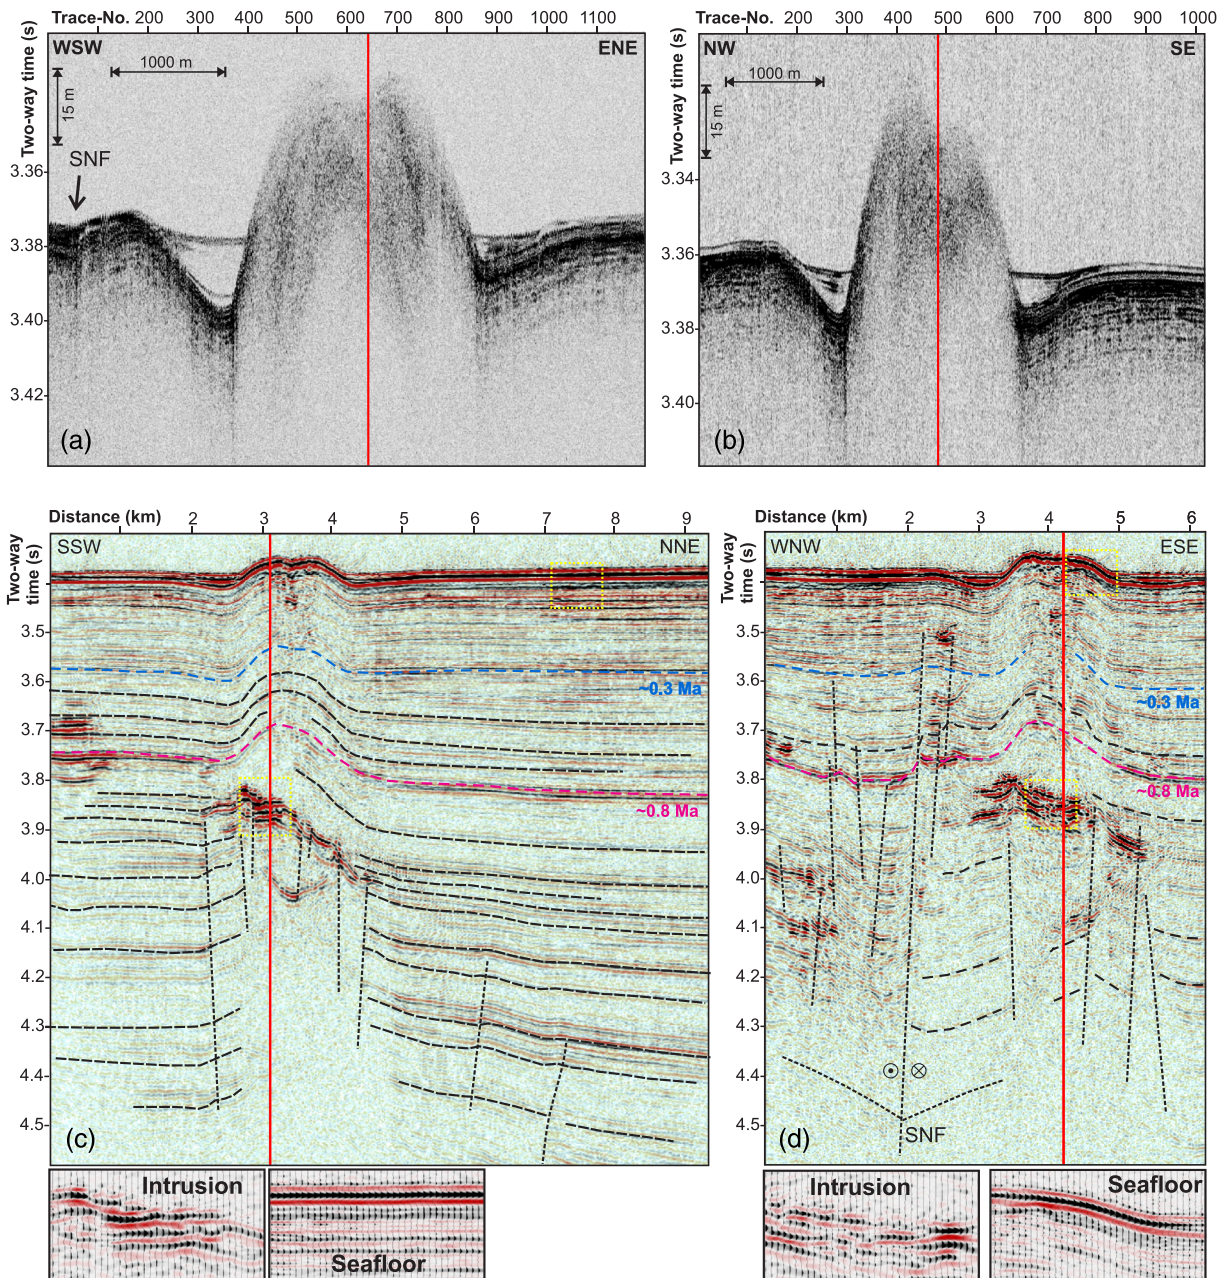 Trace-No. 200 300 400 500 600 700 800 900 1000 1100
Two-way time (s)
WSW
ENE
1000 m
15 m
SNF
3.36
3.38
3.40
3.42
(a)
Trace-No. 200 300 400 500 600 700 800 900 1000
Two-way time (s)
NW
SE
1000 m
15 m
3.34
3.36
3.38
3.40
(b)
Distance (km) 2 3 4 5 6 7 8 9
Two-way
time (s)
SSW
NNE
3.5
3.6
3.7
3.8
3.9
4.0
4.1
4.2
4.3
4.4
4.5
~0.3 Ma
~0.8 Ma
(c)
Intrusion
Seafloor
Distance (km) 2 3 4 5 6
Two-way
time (s)
WNW
ESE
3.5
3.6
3.7
3.8
3.9
4.0
4.1
4.2
4.3
4.4
4.5
~0.3 Ma
~0.8 Ma
SNF
(d)
Intrusion
Seafloor